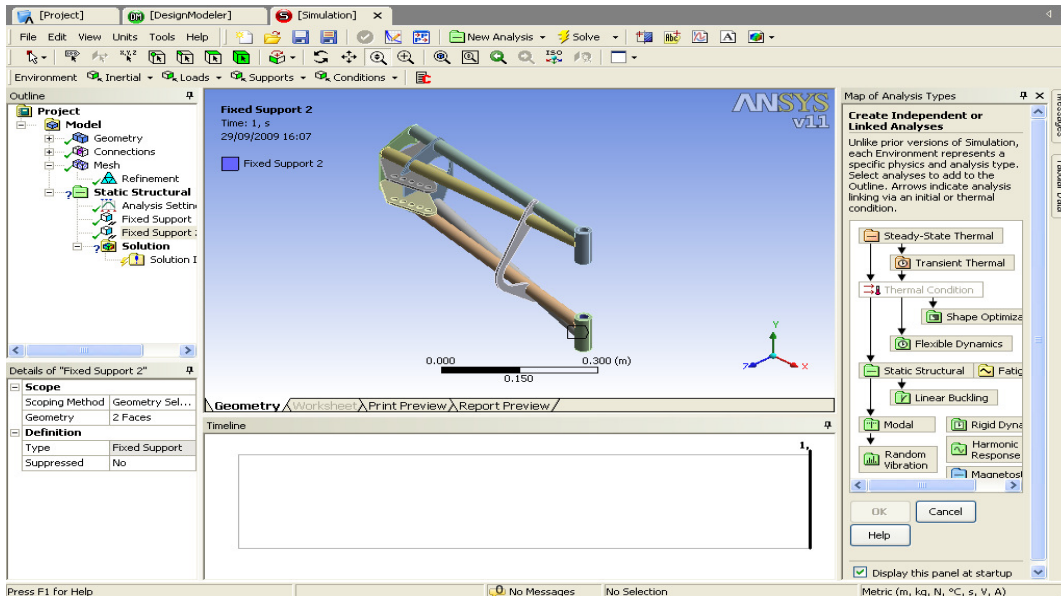 [Project]
[DesignModeler]
[Simulation]
File Edit View Units Tools Help
New Analysis
Solve
Environment Inertial Loads Supports Conditions
Outline
Project
Model
Geometry
Connections
Mesh
Refinement
Static Structural
Analysis Settin
Fixed Support
Fixed Support
Solution
Solution I
Details of "Fixed Support 2"
Scope
Scoping Method Geometry Sel...
Geometry 2 Faces
Definition
Type Fixed Support
Suppressed No
Fixed Support 2
Time: 1, s
29/09/2009 16:07
Fixed Support 2
ANSYS
v11
Y
Z X
0.000 0.300 (m)
0.150
Geometry Worksheet Print Preview Report Preview
Timeline
1,
Map of Analysis Types
Create Independent or
Linked Analyses
Unlike prior versions of Simulation,
each Environment represents a
specific physics and analysis type.
Select analyses to add to the
Outline. Arrows indicate analysis
linking via an initial or thermal
condition.
Steady-State Thermal
Transient Thermal
Thermal Condition
Shape Optimiza
Flexible Dynamics
Static Structural Fatig
Linear Buckling
Modal Rigid Dyna
Random
Vibration
Harmonic
Response
Magnetost
OK Cancel
Help
Display this panel at startup
Messages
Press F1 for Help
0 No Messages
No Selection
Metric (m, kg, N, °C, s, V, A)